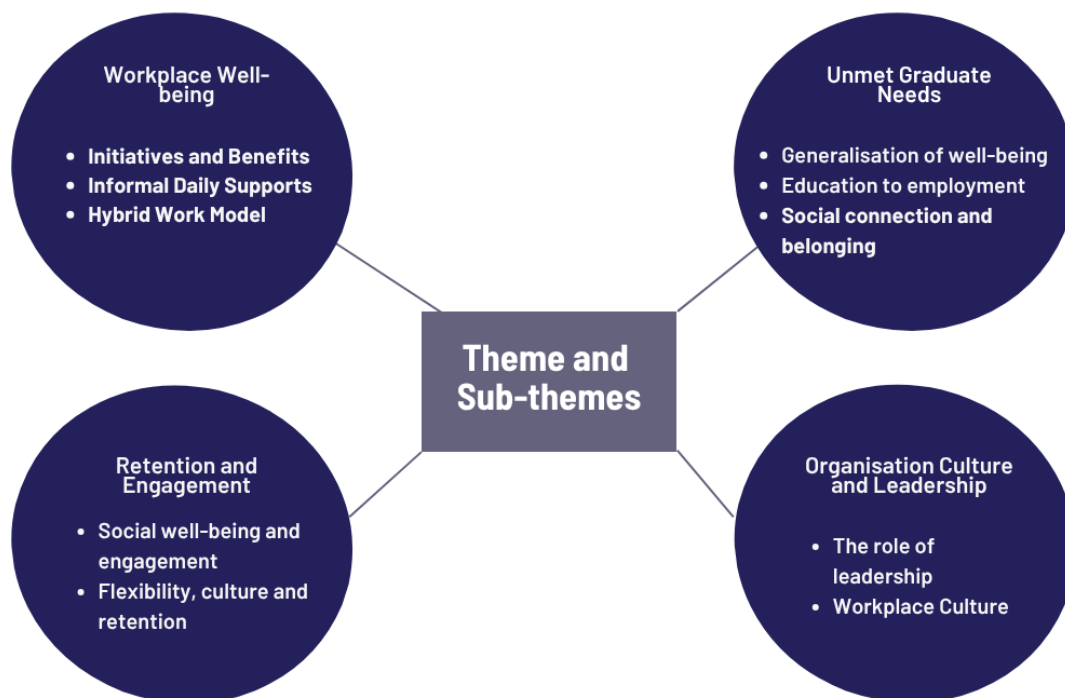 Workplace Well-
being
• Initiatives and Benefits
• Informal Daily Supports
• Hybrid Work Model
Unmet Graduate
Needs
• Generalisation of well-being
• Education to employment
• Social connection and
belonging
Theme and
Sub-themes
Retention and
Engagement
• Social well-being and
engagement
• Flexibility, culture and
retention
Organisation Culture
and Leadership
• The role of
leadership
• Workplace Culture